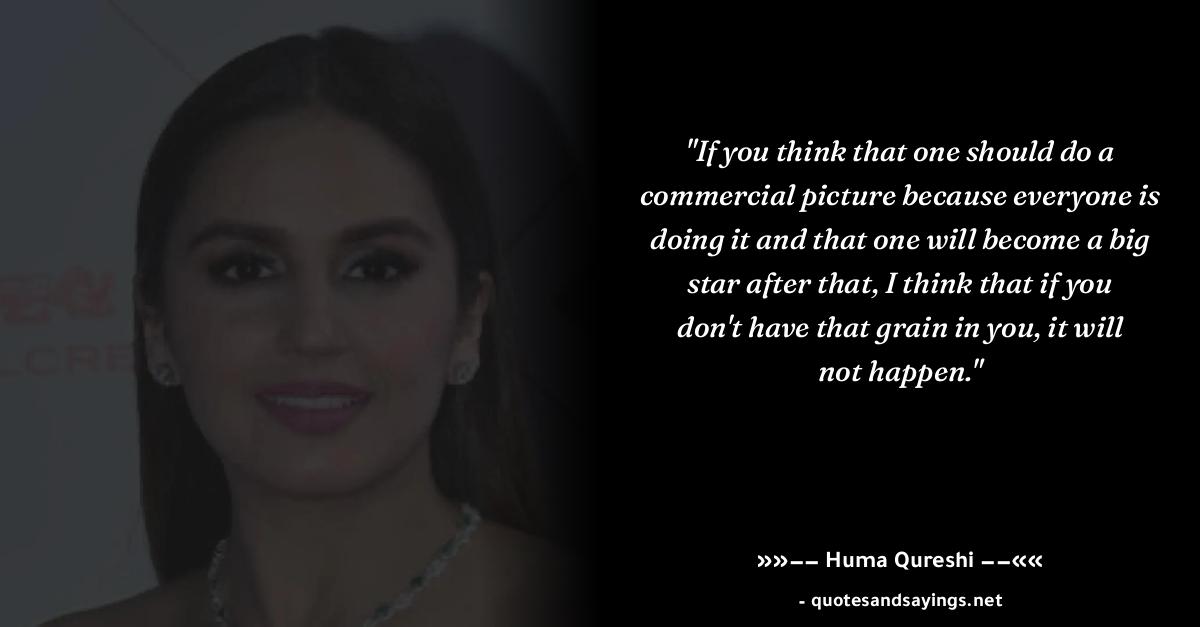 LCRE
"If you think that one should do a
commercial picture because everyone is
doing it and that one will become a big
star after that, I think that if you
don't have that grain in you, it will
not happen."
»»-- Huma Qureshi --««
- quotesandsayings.net